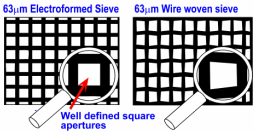 63µm Electroformed Sieve
63µm Wire woven sieve
Well defined square
apertures